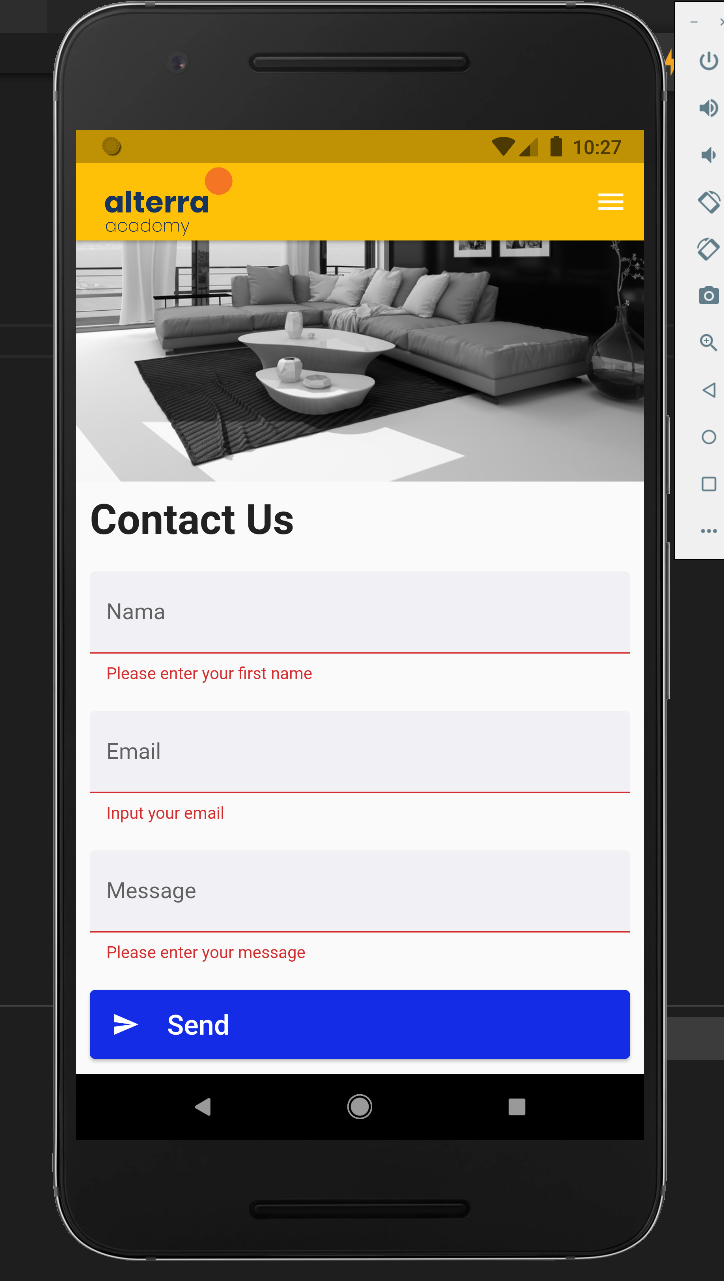 10:27
alterra
academy
Contact Us
Nama
Please enter your first name
Email
Input your email
Message
Please enter your message
Send